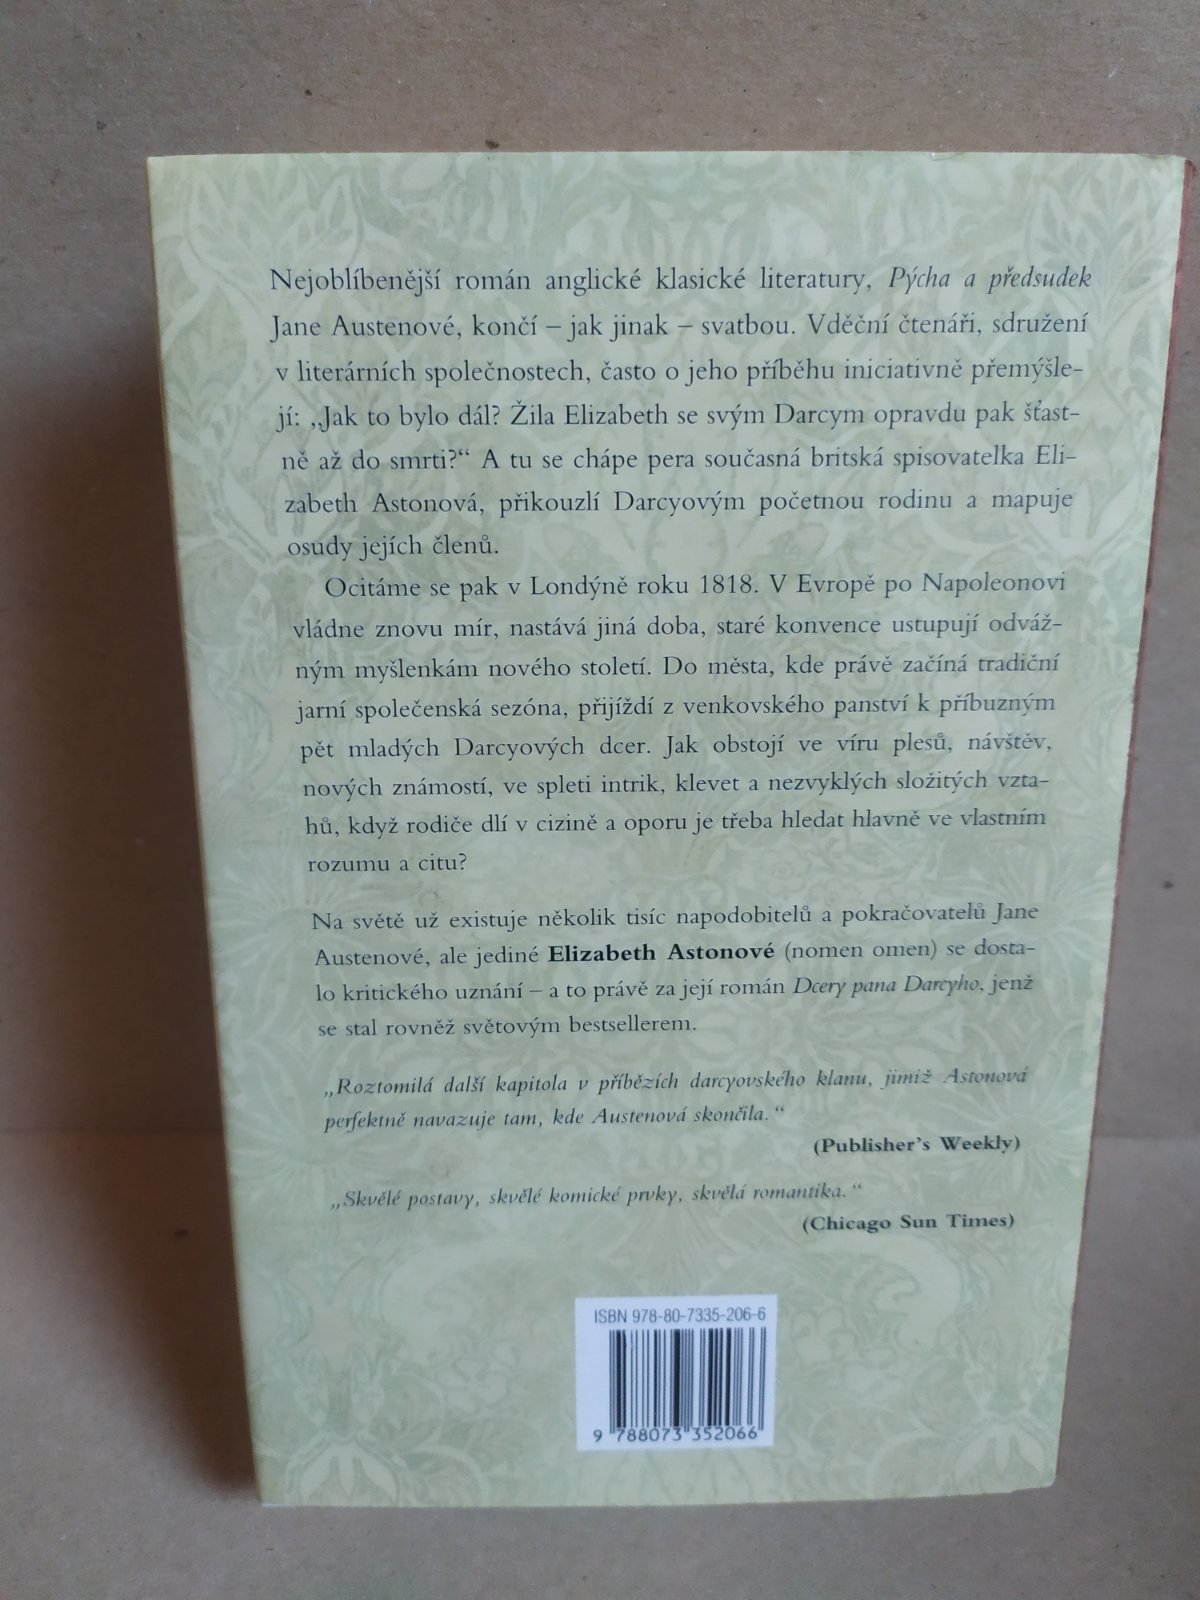 Nejoblíbenější román anglické klasické literatury, Pýcha a předsudek
Jane Austenové, končí – jak jinak – svatbou. Vděční čtenáři, sdružení
v literárních společnostech, často o jeho příběhu iniciativně přemýšle-
jí: „Jak to bylo dál? Žila Elizabeth se svým Darcym opravdu pak šťast-
ně až do smrti?“ A tu se chápe pera současná britská spisovatelka Eli-
zabeth Astonová, přikouzlí Darcyovým početnou rodinu a mapuje
osudy jejích členů.
Ocitáme se pak v Londýně roku 1818. V Evropě po Napoleonovi
vládne znovu mír, nastává jiná doba, staré konvence ustupují odváž-
ným myšlenkám nového století. Do města, kde právě začíná tradiční
jarní společenská sezóna, přijíždí z venkovského panství k příbuzným
pět mladých Darcyových dcer. Jak obstojí ve víru plesů, návštěv,
nových známostí, ve spleti intrik, klevet a nezvyklých složitých vzta-
hů, když rodiče dlí v cizině a oporu je třeba hledat hlavně ve vlastním
rozumu a citu?
Na světě už existuje několik tisíc napodobitelů a pokračovatelů Jane
Austenové, ale jediné Elizabeth Astonové (nomen omen) se dosta-
lo kritického uznání – a to právě za její román Dcery pana Darcyho, jenž
se stal rovněž světovým bestsellerem.
„Roztomilá další kapitola v příbězích darcyovského klanu, jimiž Astonová
perfektně navazuje tam, kde Austenová skončila.“
(Publisher's Weekly)
„Skvělé postavy, skvělé komické prvky, skvělá romantika.“
(Chicago Sun Times)
ISBN 978-80-7335-206-6
9 788073 352066